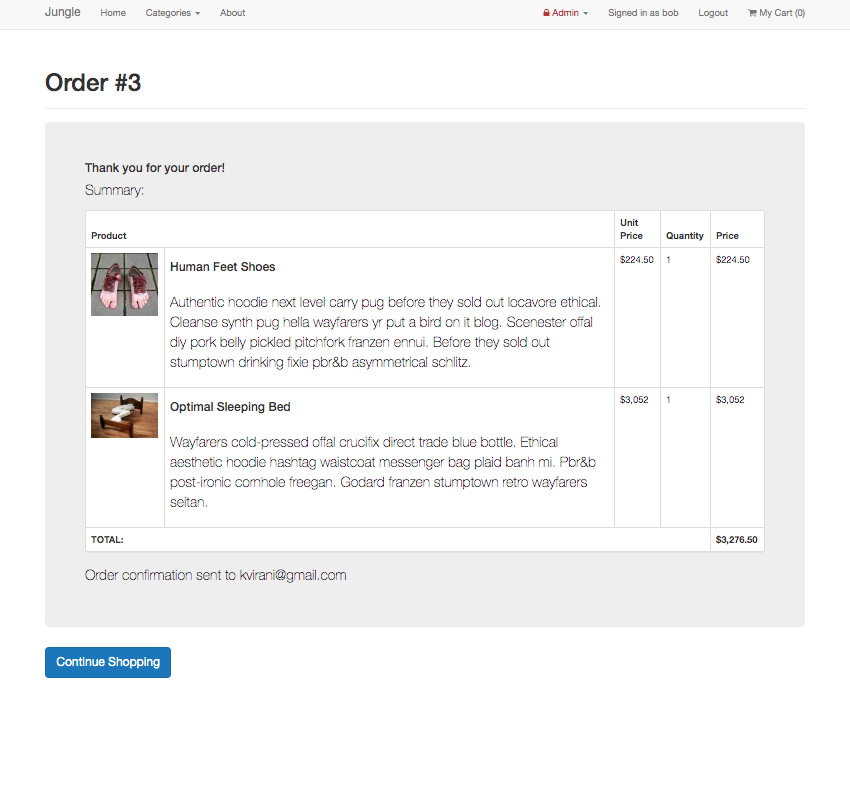 Jungle Home Categories About Admin Signed in as bob Logout My Cart (0)
Order #3
Thank you for your order!
Summary:
Product Unit Price Quantity Price
Human Feet Shoes $224.50 1 $224.50
Authentic hoodie next level carry pug before they sold out locavore ethical.
Cleanse synth pug hella wayfarers yr put a bird on it blog. Scenester offal
diy pork belly pickled pitchfork franzen ennui. Before they sold out
stumptown drinking fixie pbr&b asymmetrical schlitz.
Optimal Sleeping Bed $3,052 1 $3,052
Wayfarers cold-pressed offal crucifix direct trade blue bottle. Ethical
aesthetic hoodie hashtag waistcoat messenger bag plaid banh mi. Pbr&b
post-ironic cornhole freegan. Godard franzen stumptown retro wayfarers
seitan.
TOTAL: $3,276.50
Order confirmation sent to kvirani@gmail.com
Continue Shopping